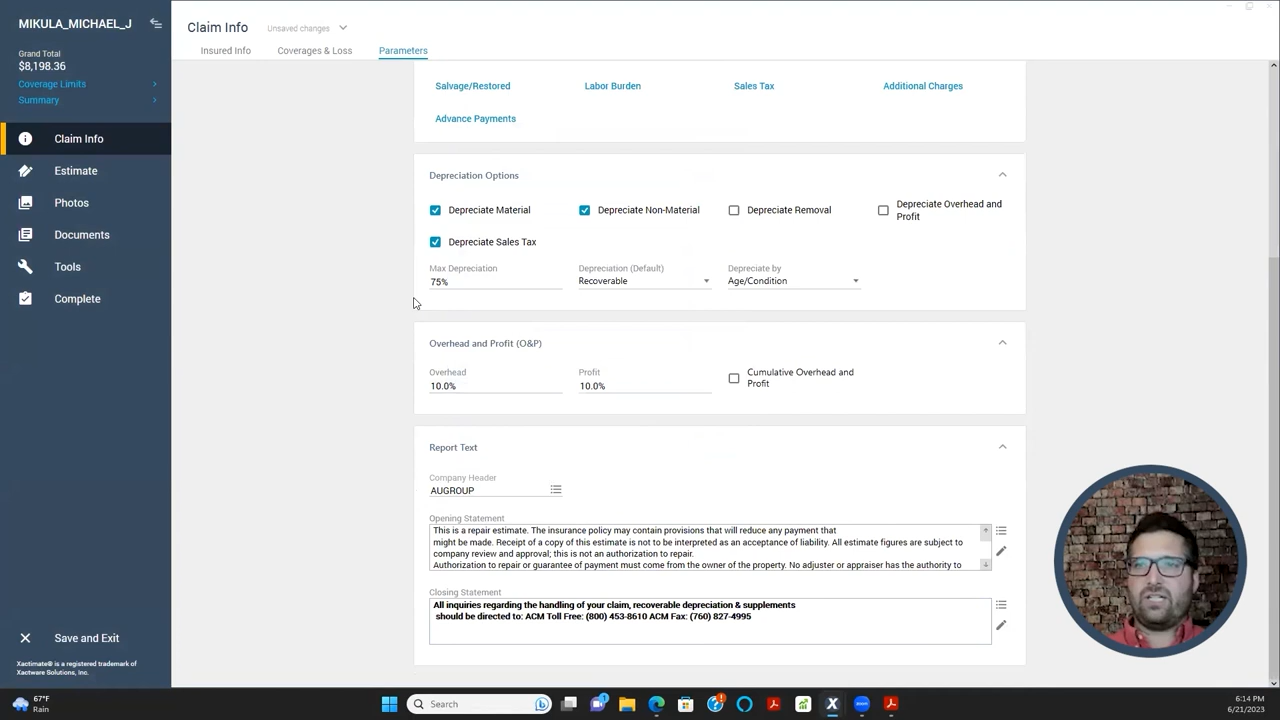 MIKULA_MICHAEL_J
Grand Total
$8,198.36
Coverage Limits
Summary
Claim Info
Estimate
Photos
Documents
Tools
Complete
Save and Exit
Xactimate® is a registered trademark of
Xactware Solutions, Inc.
Claim Info
Unsaved changes
Insured Info
Coverages & Loss
Parameters
Salvage/Restored
Labor Burden
Sales Tax
Additional Charges
Advance Payments
Depreciation Options
Depreciate Material
Depreciate Non-Material
Depreciate Removal
Depreciate Overhead and
Profit
Depreciate Sales Tax
Max Depreciation
75%
Depreciation (Default)
Recoverable
Depreciate by
Age/Condition
Overhead and Profit (O&P)
Overhead
10.0%
Profit
10.0%
Cumulative Overhead and
Profit
Report Text
Company Header
AUGROUP
Opening Statement
This is a repair estimate. The insurance policy may contain provisions that will reduce any payment that
might be made. Receipt of a copy of this estimate is not to be interpreted as an acceptance of liability. All estimate figures are subject to
company review and approval; this is not an authorization to repair.
Authorization to repair or guarantee of payment must come from the owner of the property. No adjuster or appraiser has the authority to
Closing Statement
All inquiries regarding the handling of your claim, recoverable depreciation & supplements
should be directed to: ACM Toll Free: (800) 453-8610 ACM Fax: (760) 827-4995
67°F
Rain
Search
6:14 PM
6/21/2023